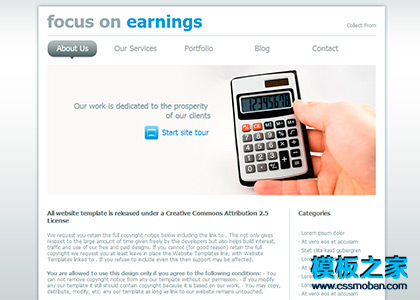 focus on earnings
Collect From
About Us
Our Services
Portfolio
Blog
Contact
Our work is dedicated to the prosperity
of our clients
Start site tour
All website template is released under a Creative Commons Attribution 2.5
License
We request you retain the full copyright notice below including the link to . This not only gives
respect to the large amount of time given freely by the developers but also helps build interest,
traffic and use of our free and paid designs. If you cannot (for good reason) retain the full
copyright we request you at least leave in place the Website Templates line, with Website
Templates linked to . If you refuse to include even this then support may be affected.
You are allowed to use this design only if you agree to the following conditions: - You
can not remove copyright notice from any our template without our permission. - If you modify
any our template it still should contain copyright because it is based on our work. - You may copy,
distribute, modify, etc. any our template as long as link to our website remains untouched.
Categories
Lorem ipsum dolor
At vero eos et accusam
Stet clita kasd gubergren
At vero eos et accusam
模板之家
www.cssmoban.com